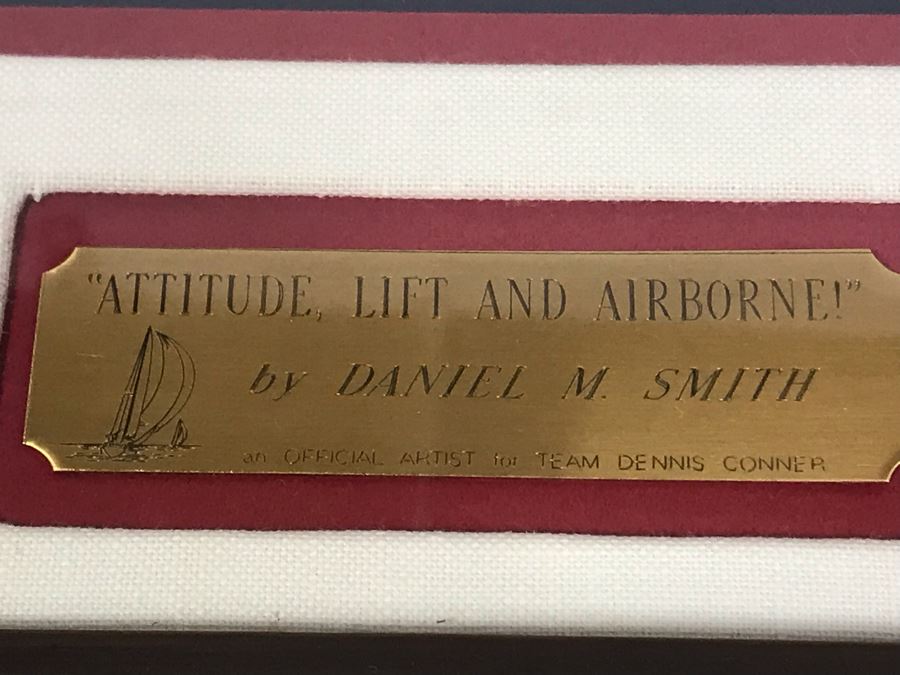 “ATTITUDE, LIFT AND AIRBORNE!”
by DANIEL M. SMITH
an OFFICIAL ARTIST for TEAM DENNIS CONNER